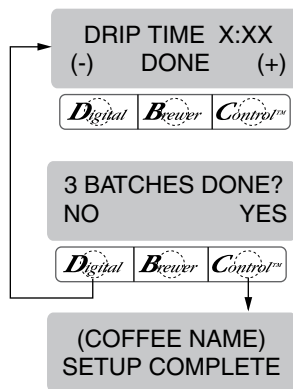 DRIP TIME X:XX
(-) DONE (+)
Digital Brewer Control™
3 BATCHES DONE?
NO YES
Digital Brewer Control™
(COFFEE NAME)
SETUP COMPLETE